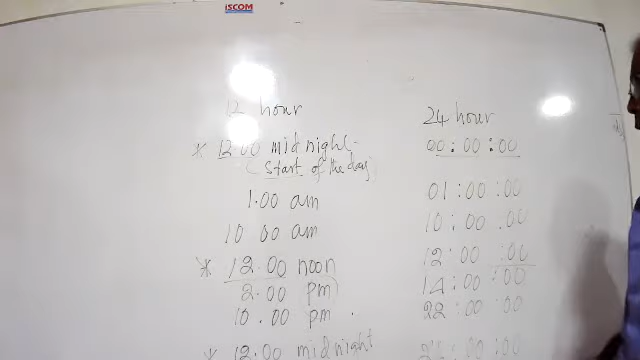 iSCOM
12 hour 24 hour
* 12.00 midnight- 00:00:00
(Start of the day)
1.00 am 01:00:00
10 00 am 10:00:00
* 12.00 noon 12:00:00
2.00 pm 14:00:00
10.00 pm 22:00:00
* 12.00 midnight :00:00